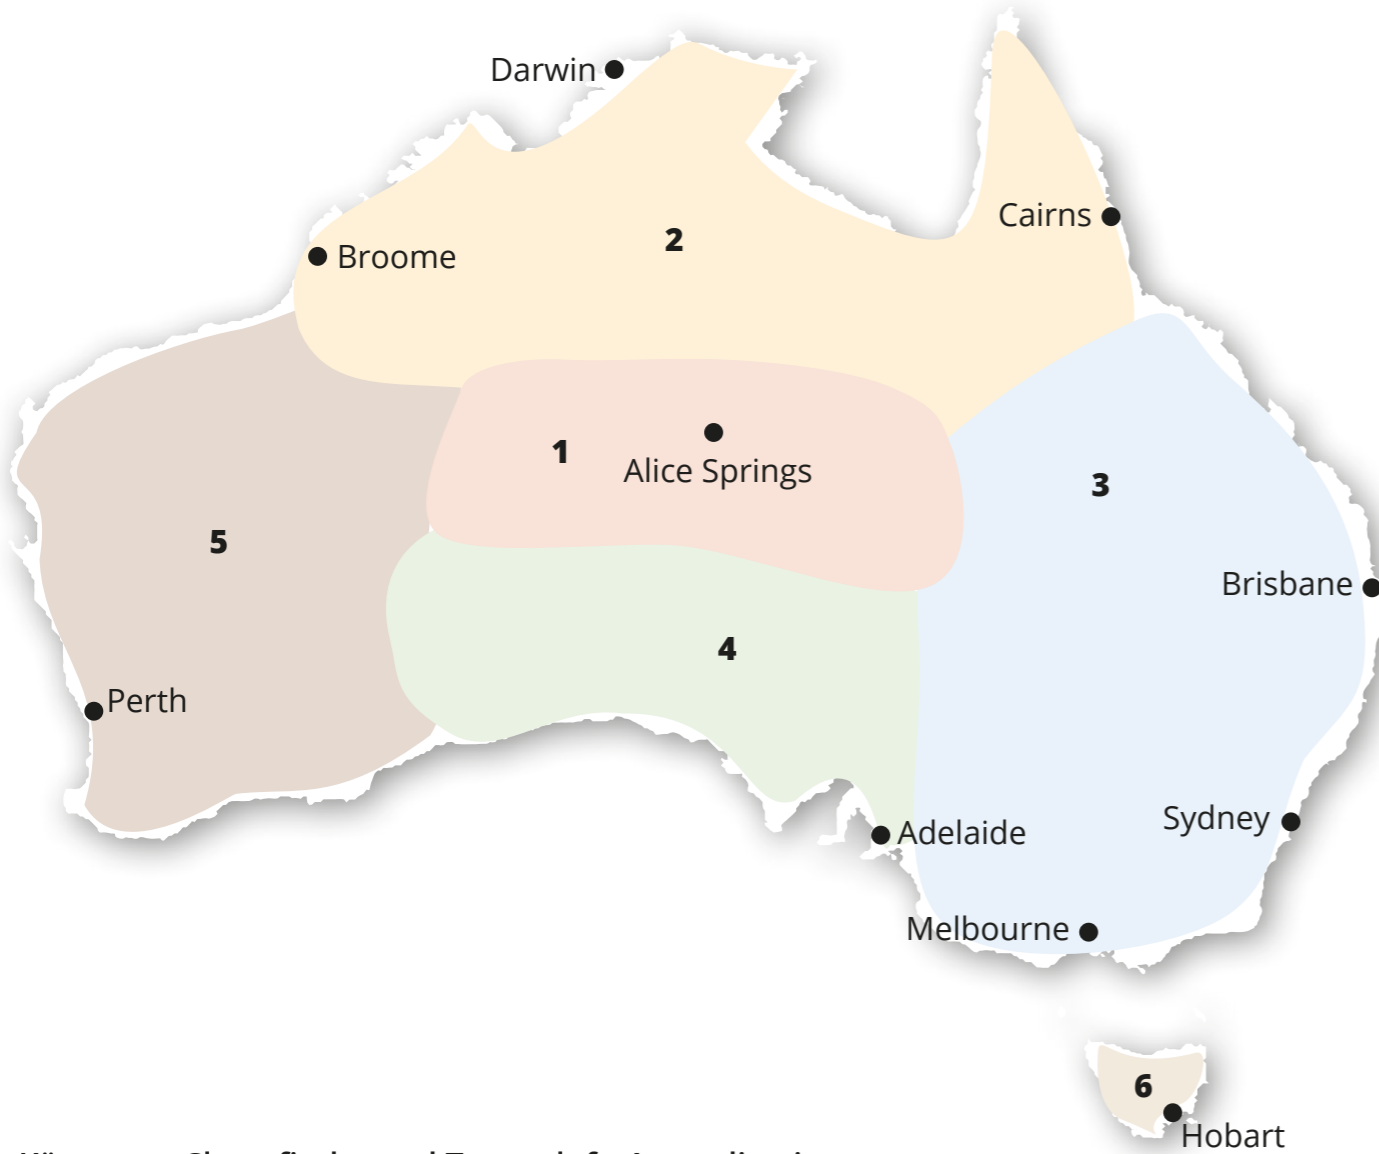 Darwin
Cairns
2
Broome
1
Alice Springs
3
5
Brisbane
4
Perth
Sydney
Adelaide
Melbourne
6
Hobart